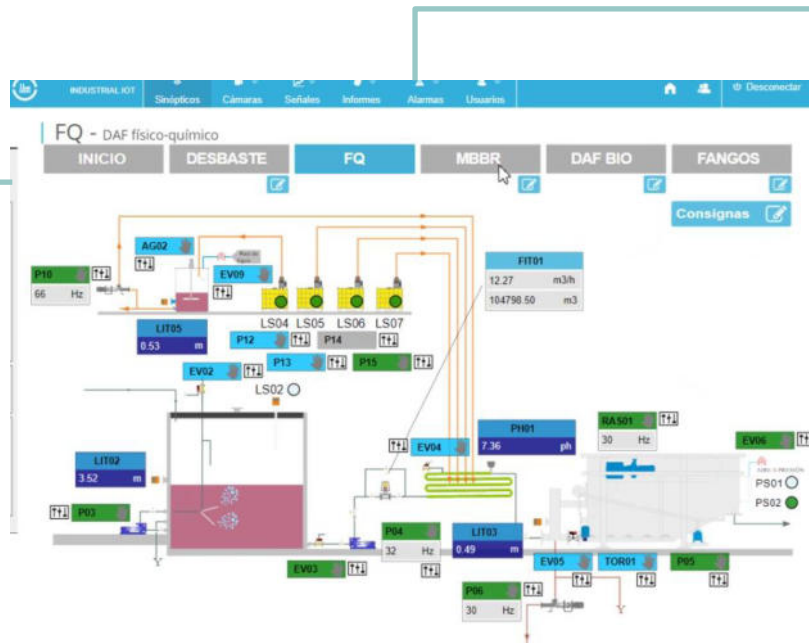 INDUSTRIAL IOT
Sinópticos Cámaras Señales Informes Alarmas Usuarios
Desconectar
FQ - DAF físico-químico
INICIO DESBASTE FQ MBBR DAF BIO FANGOS
Consignas
AG02
FIT01
12.27 m3/h
104798.50 m3
P10
66 Hz
EV09
LS04 LS05 LS06 LS07
LIT05
0.53 m
P12 P14
P13 P15
EV02
LS02
PH01
7.36 ph
RAS01
30 Hz
EV04
EV06
LIT02
3.52 m
PS01
PS02
P03
P04
32 Hz
LIT03
0.49 m
EV03
EV05 TOR01 P05
P06
30 Hz